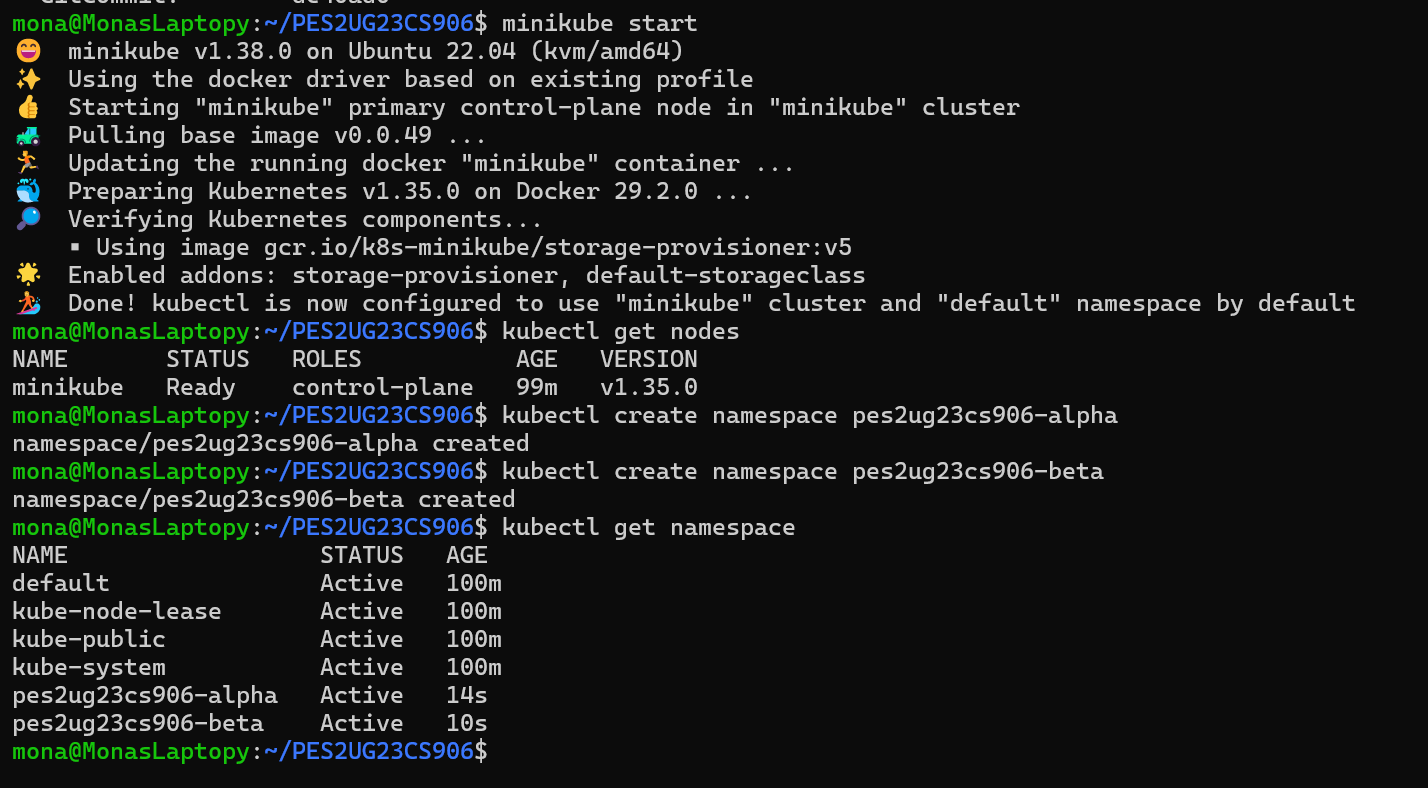 mona@MonasLaptopy:~/PES2UG23CS906$ minikube start
😄  minikube v1.38.0 on Ubuntu 22.04 (kvm/amd64)
✨  Using the docker driver based on existing profile
👍  Starting "minikube" primary control-plane node in "minikube" cluster
🚜  Pulling base image v0.0.49 ...
🏃  Updating the running docker "minikube" container ...
🐳  Preparing Kubernetes v1.35.0 on Docker 29.2.0 ...
🔎  Verifying Kubernetes components...
    ▪ Using image gcr.io/k8s-minikube/storage-provisioner:v5
🌟  Enabled addons: storage-provisioner, default-storageclass
🏄  Done! kubectl is now configured to use "minikube" cluster and "default" namespace by default
mona@MonasLaptopy:~/PES2UG23CS906$ kubectl get nodes
NAME       STATUS   ROLES           AGE   VERSION
minikube   Ready    control-plane   99m   v1.35.0
mona@MonasLaptopy:~/PES2UG23CS906$ kubectl create namespace pes2ug23cs906-alpha
namespace/pes2ug23cs906-alpha created
mona@MonasLaptopy:~/PES2UG23CS906$ kubectl create namespace pes2ug23cs906-beta
namespace/pes2ug23cs906-beta created
mona@MonasLaptopy:~/PES2UG23CS906$ kubectl get namespace
NAME                  STATUS   AGE
default               Active   100m
kube-node-lease       Active   100m
kube-public           Active   100m
kube-system           Active   100m
pes2ug23cs906-alpha   Active   14s
pes2ug23cs906-beta    Active   10s
mona@MonasLaptopy:~/PES2UG23CS906$